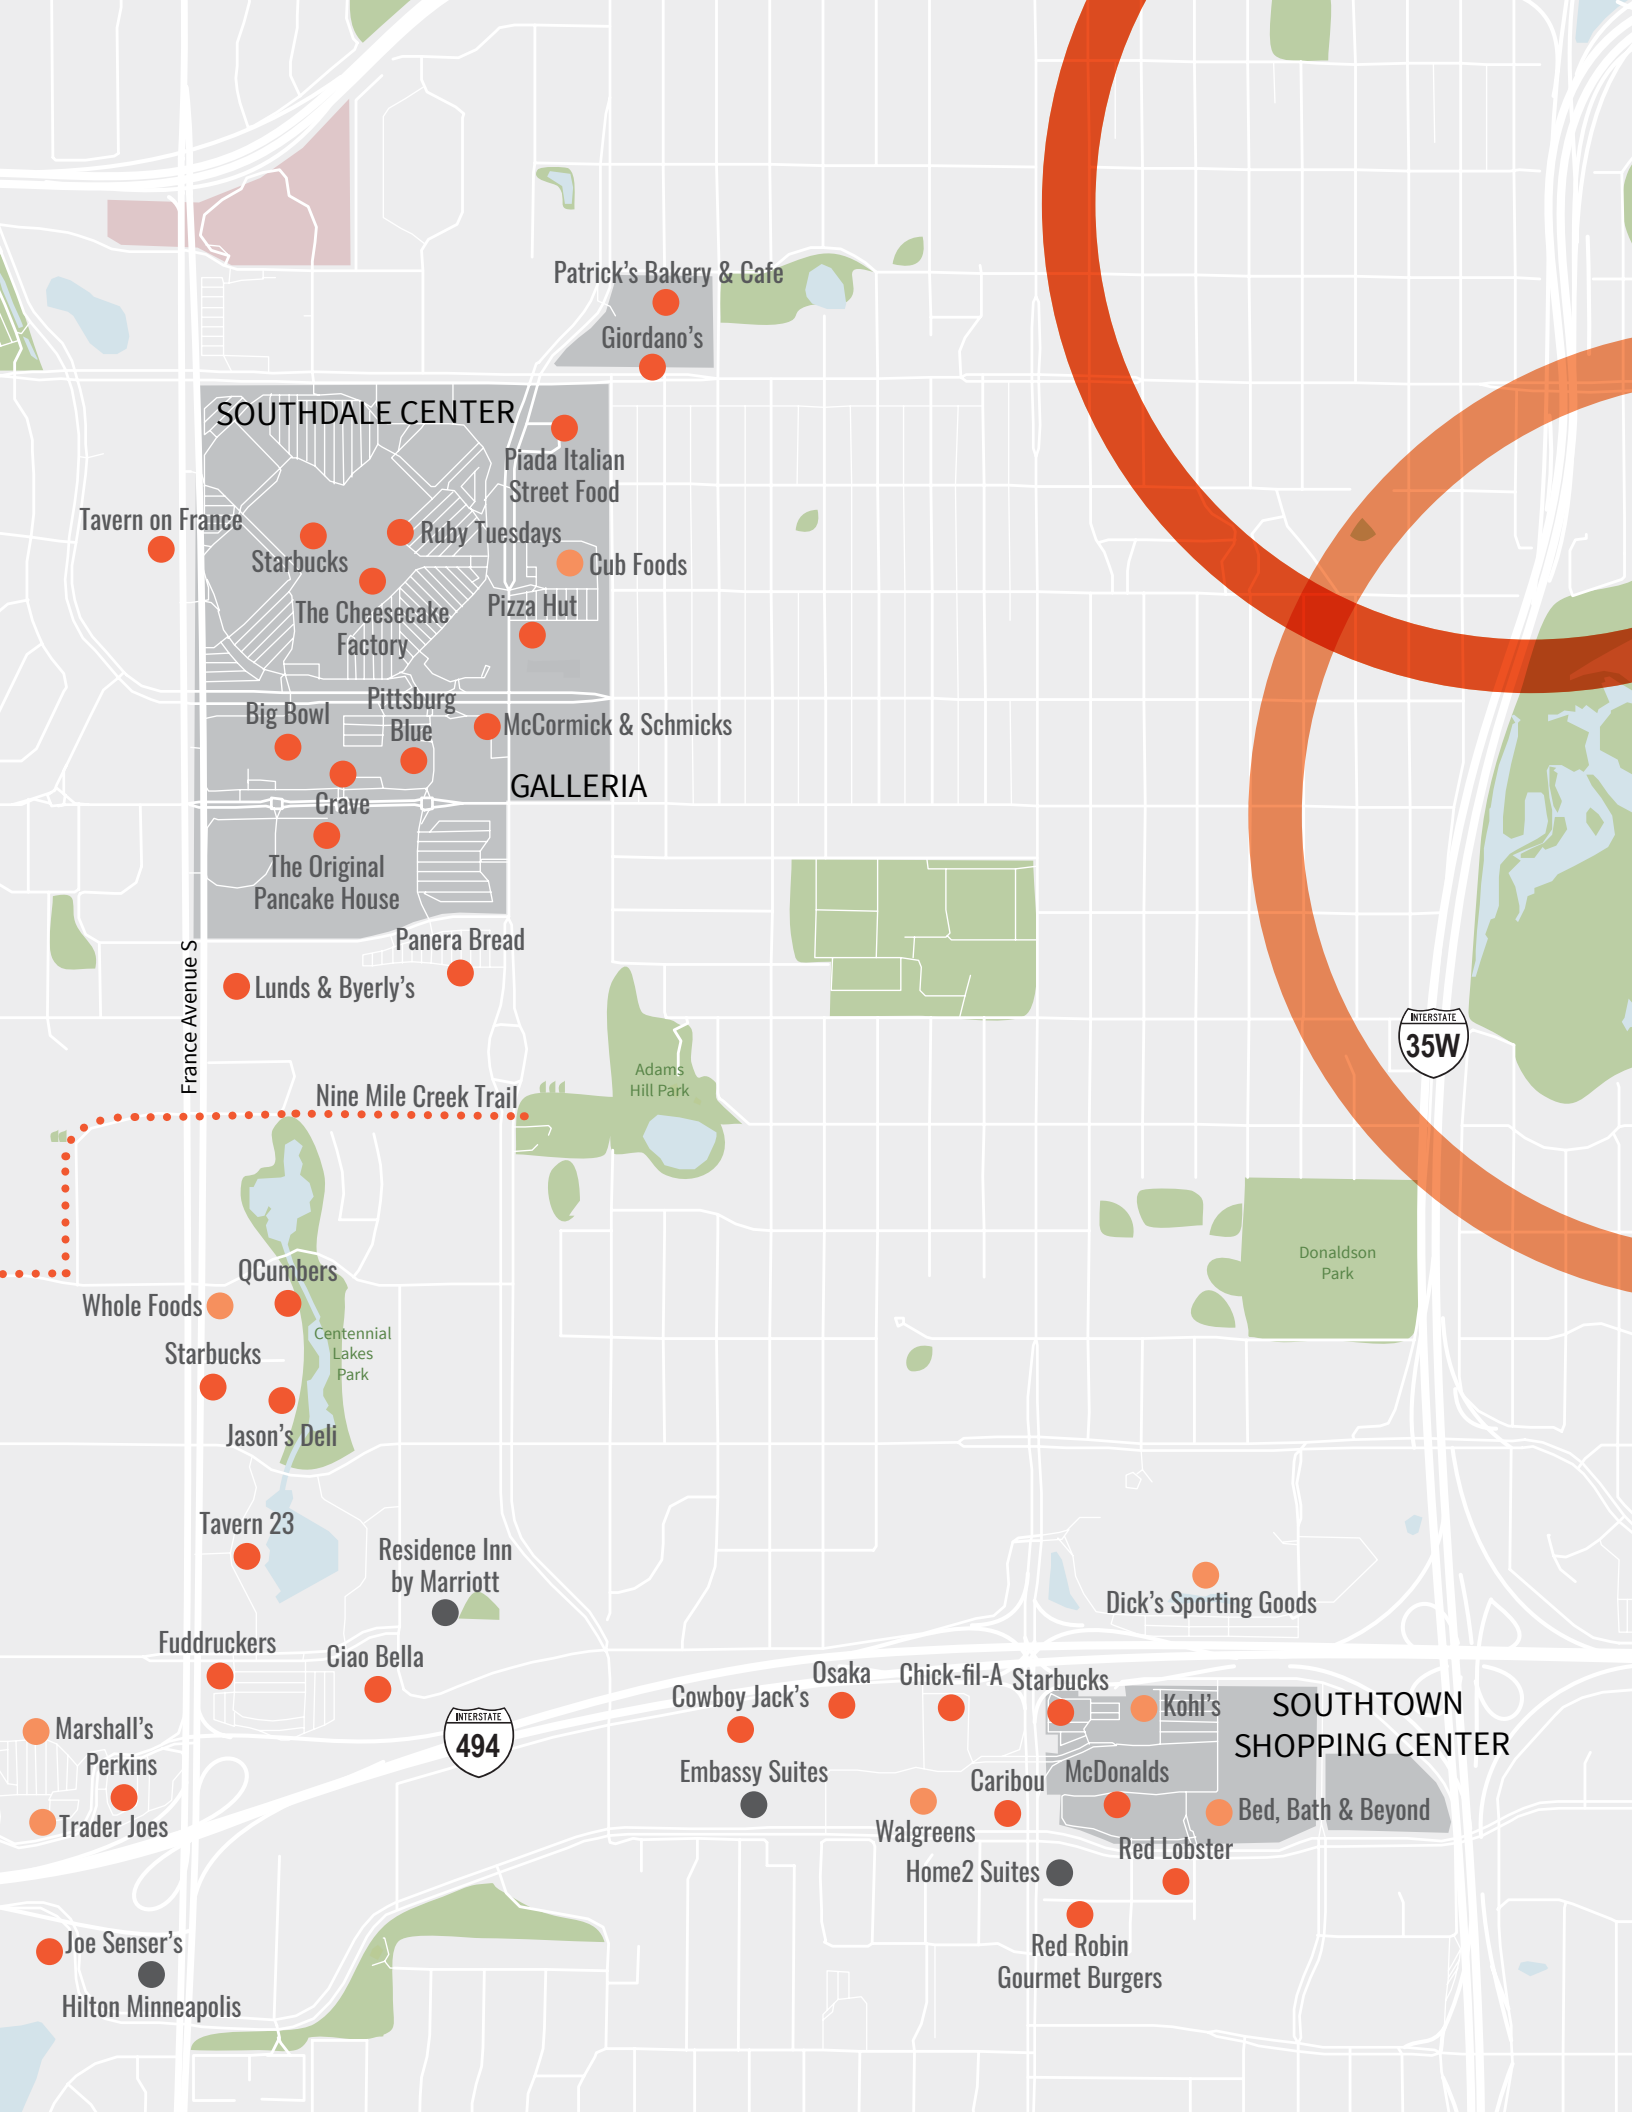 Patrick's Bakery & Cafe
Giordano's
SOUTHDALE CENTER
Piada Italian
Street Food
Tavern on France
Starbucks
Ruby Tuesdays
Cub Foods
The Cheesecake
Factory
Pizza Hut
Big Bowl
Pittsburg
Blue
McCormick & Schmicks
GALLERIA
Crave
The Original
Pancake House
Panera Bread
Lunds & Byerly's
France Avenue S
INTERSTATE
35W
Adams
Hill Park
Nine Mile Creek Trail
Donaldson
Park
QCumbers
Whole Foods
Centennial
Lakes
Park
Starbucks
Jason's Deli
Tavern 23
Residence Inn
by Marriott
Dick's Sporting Goods
Fuddruckers
Ciao Bella
Osaka
Chick-fil-A
Starbucks
Cowboy Jack's
Kohl's
SOUTHTOWN
SHOPPING CENTER
INTERSTATE
494
Marshall's
Perkins
Trader Joes
Embassy Suites
Caribou
McDonalds
Walgreens
Bed, Bath & Beyond
Red Lobster
Home2 Suites
Red Robin
Gourmet Burgers
Joe Senser's
Hilton Minneapolis